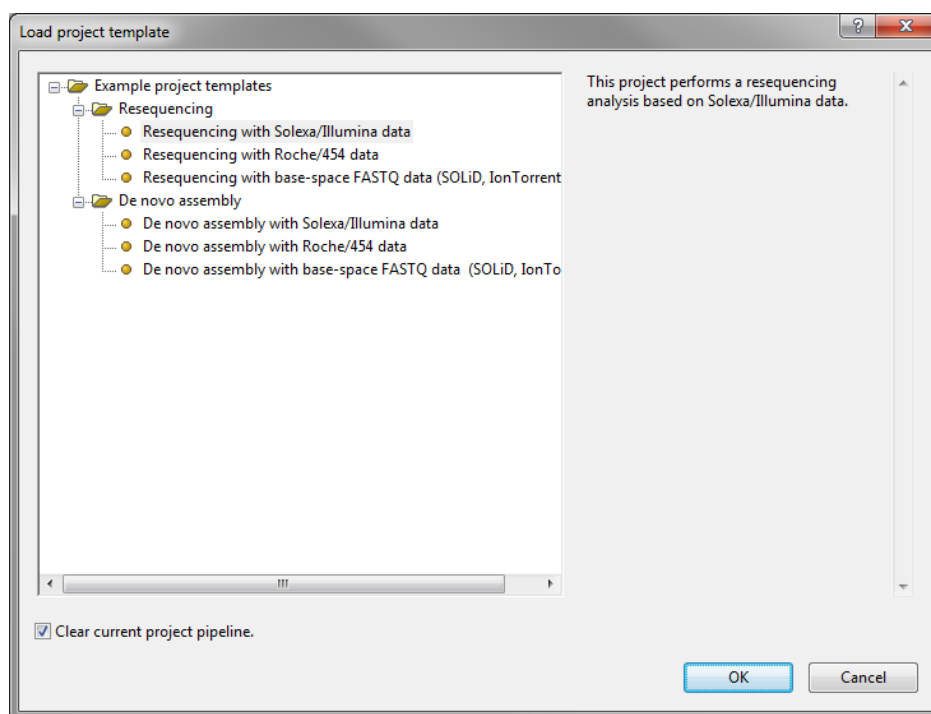 Load project template
Example project templates
Resequencing
Resequencing with Solexa/Illumina data
Resequencing with Roche/454 data
Resequencing with base-space FASTQ data (SOLiD, IonTorrent
De novo assembly
De novo assembly with Solexa/Illumina data
De novo assembly with Roche/454 data
De novo assembly with base-space FASTQ data  (SOLiD, IonTo
This project performs a resequencing
analysis based on Solexa/Illumina data.
Clear current project pipeline.
OK
Cancel